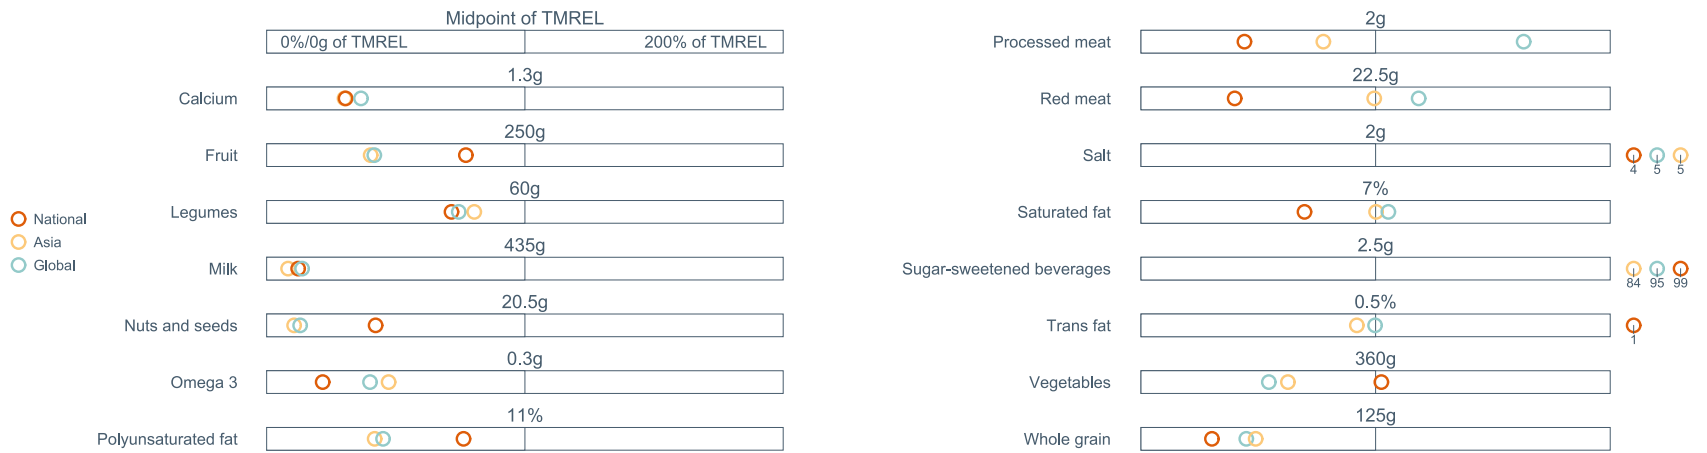 Midpoint of TMREL
0%/0g of TMREL 200% of TMREL
1.3g
Calcium
250g
Fruit
60g
Legumes
435g
Milk
20.5g
Nuts and seeds
0.3g
Omega 3
11%
Polyunsaturated fat
National
Asia
Global
2g
Processed meat
22.5g
Red meat
2g
Salt
4 5 5
7%
Saturated fat
2.5g
Sugar-sweetened beverages
84 95 99
0.5%
Trans fat
1
360g
Vegetables
125g
Whole grain